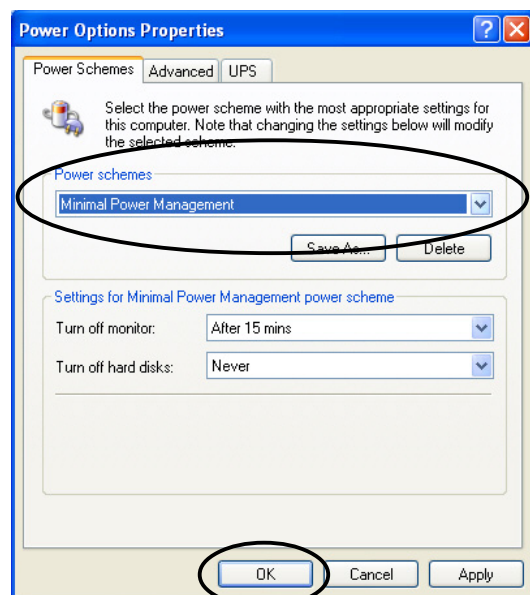 Power Options Properties
Power Schemes Advanced UPS
Select the power scheme with the most appropriate settings for
this computer. Note that changing the settings below will modify
the selected scheme.
Power schemes
Minimal Power Management
Save As... Delete
Settings for Minimal Power Management power scheme
Turn off monitor: After 15 mins
Turn off hard disks: Never
OK Cancel Apply